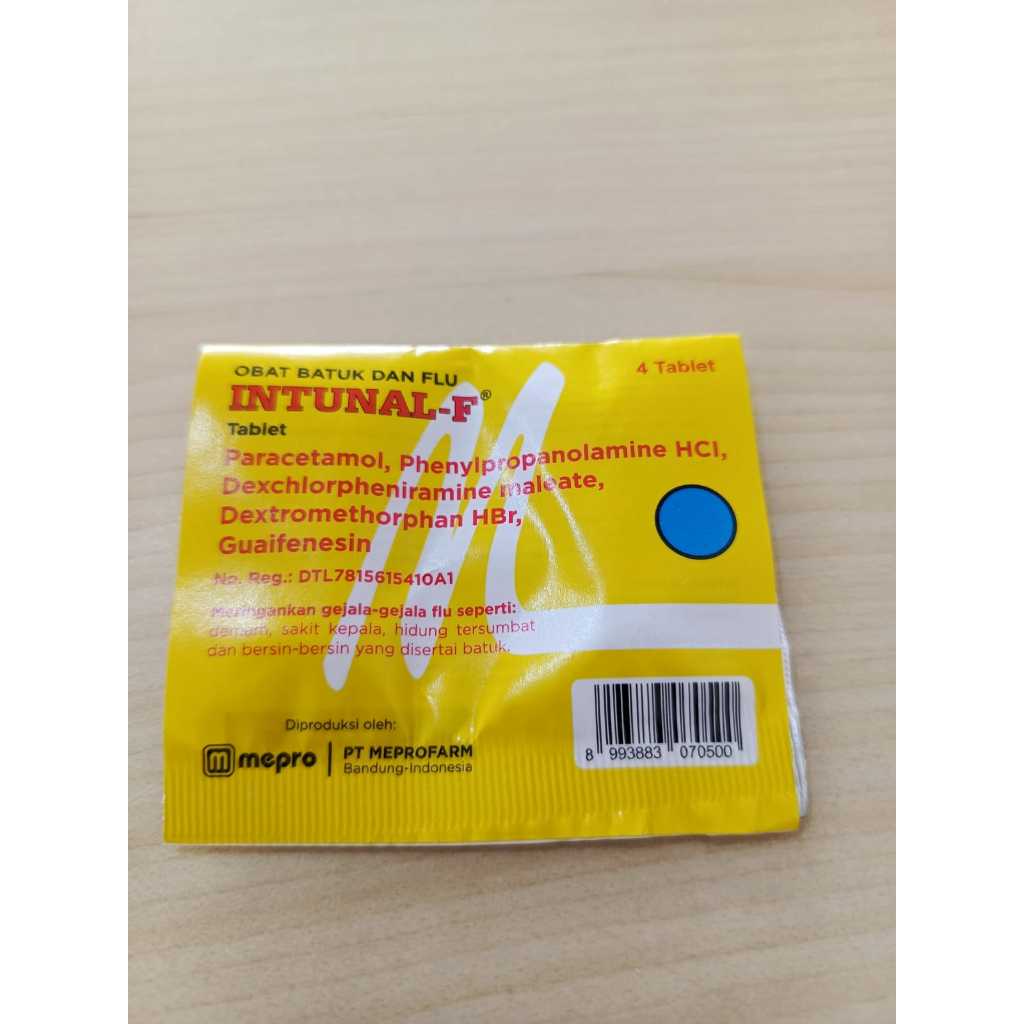 OBAT BATUK DAN FLU
4 Tablet
INTUNAL-F®
Tablet
Paracetamol, Phenylpropanolamine HCl,
Dexchlorpheniramine maleate,
Dextromethorphan HBr,
Guaifenesin
No. Reg.: DTL7815615410A1
Meringankan gejala-gejala flu seperti:
demam, sakit kepala, hidung tersumbat
dan bersin-bersin yang disertai batuk.
Diproduksi oleh:
m mepro | PT MEPROFARM
Bandung-Indonesia
8 993883 070500